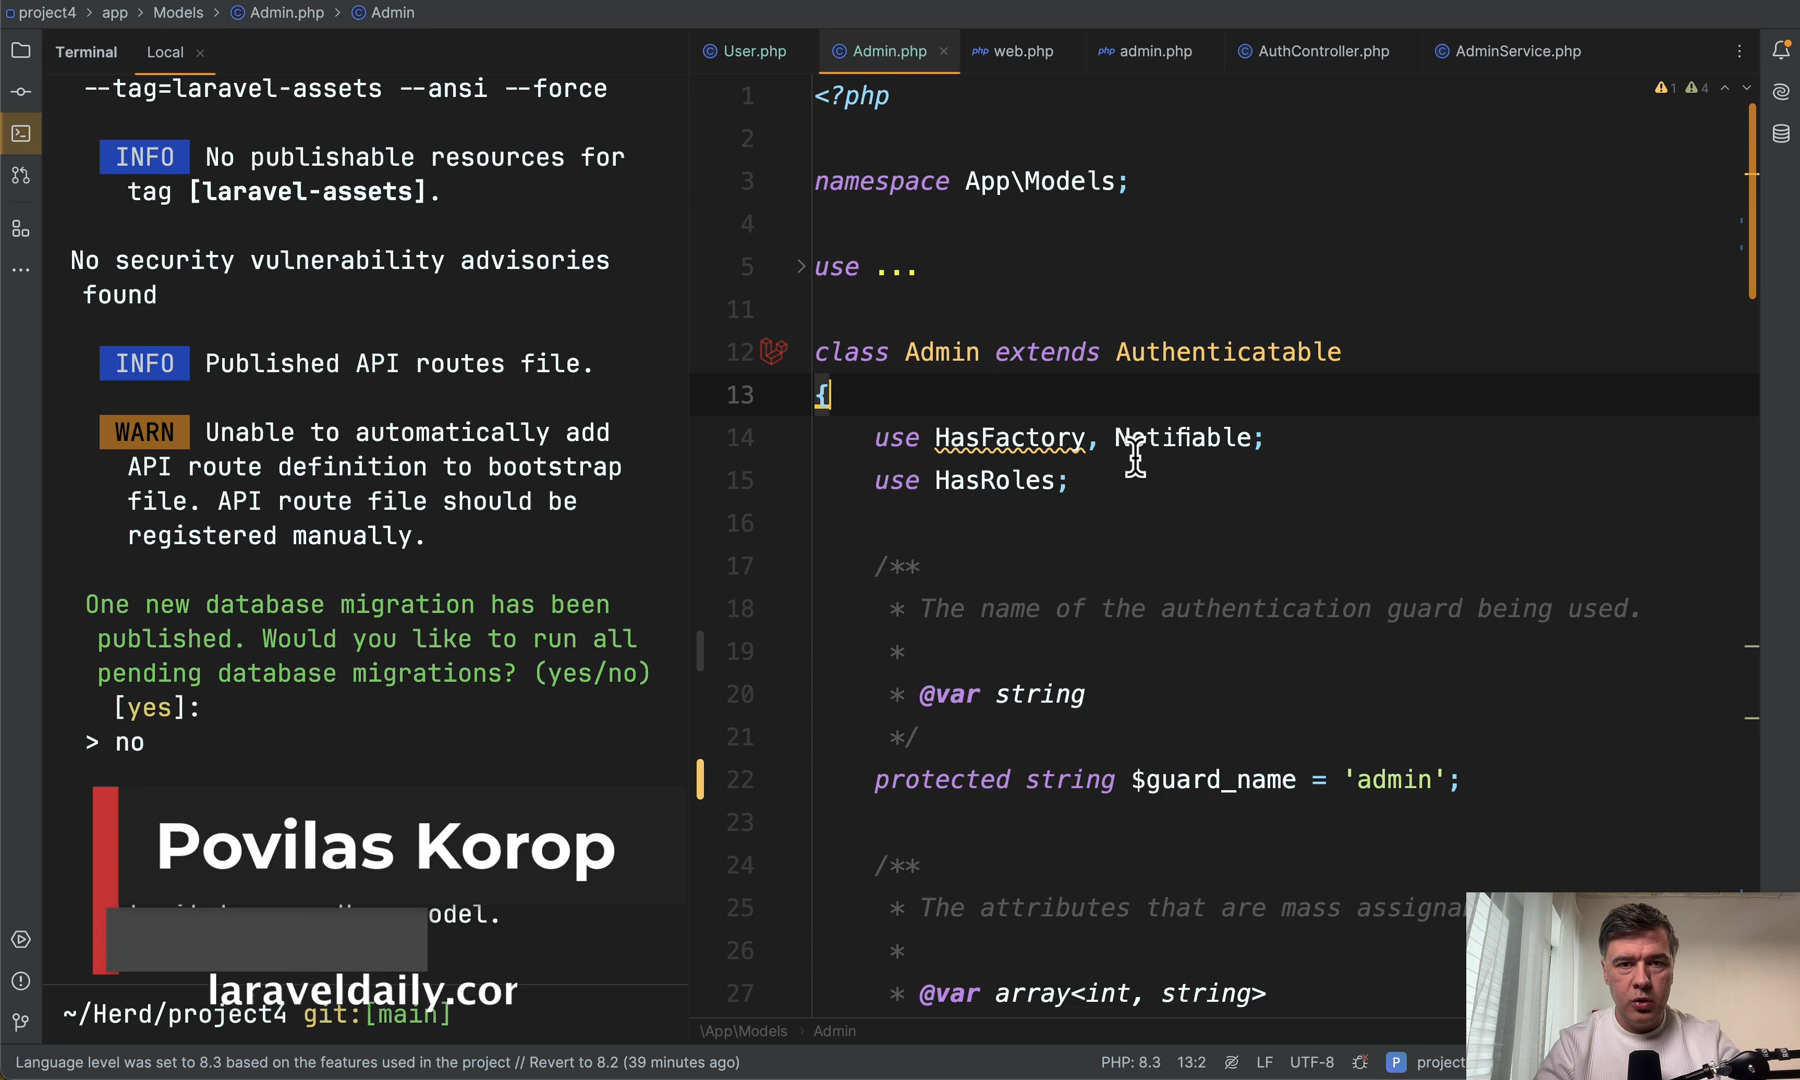 project4 > app > Models > Admin.php > Admin
Terminal Local ×
--tag=laravel-assets --ansi --force
INFO No publishable resources for
tag [laravel-assets].
No security vulnerability advisories
found
INFO Published API routes file.
WARN Unable to automatically add
API route definition to bootstrap
file. API route file should be
registered manually.
One new database migration has been
published. Would you like to run all
pending database migrations? (yes/no)
[yes]:
> no
Povilas Korop
odel.
laraveldaily.cor
~/Herd/project4 git:[main]
User.php Admin.php × php web.php php admin.php AuthController.php AdminService.php
1 4
1 <?php
2
3 namespace App\Models;
4
5 use ...
11
12 class Admin extends Authenticatable
13 {
14 use HasFactory, Notifiable;
15 use HasRoles;
16
17 /**
18 * The name of the authentication guard being used.
19 *
20 * @var string
21 */
22 protected string $guard_name = 'admin';
23
24 /**
25 * The attributes that are mass assigna
26 *
27 * @var array<int, string>
\App\Models > Admin
Language level was set to 8.3 based on the features used in the project // Revert to 8.2 (39 minutes ago) PHP: 8.3 13:2 LF UTF-8 P project